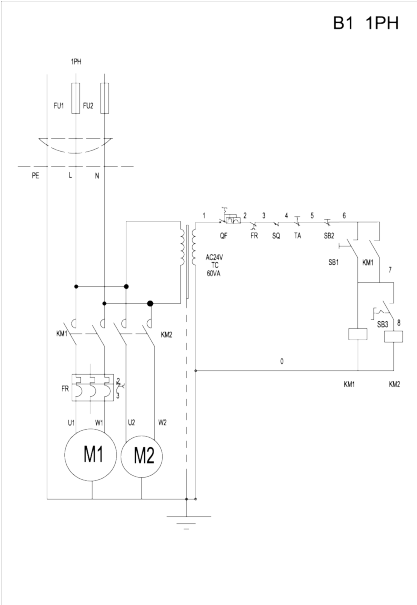 B1 1PH
1PH
FU1 FU2
PE L N
1 2 3 4 5 6
QF FR SQ TA SB2
AC24V
TC
60VA
SB1 KM1
7
SB3
8
KM1 KM2
0
KM1 KM2
FR
2
3
U1 W1 U2 W2
M1 M2